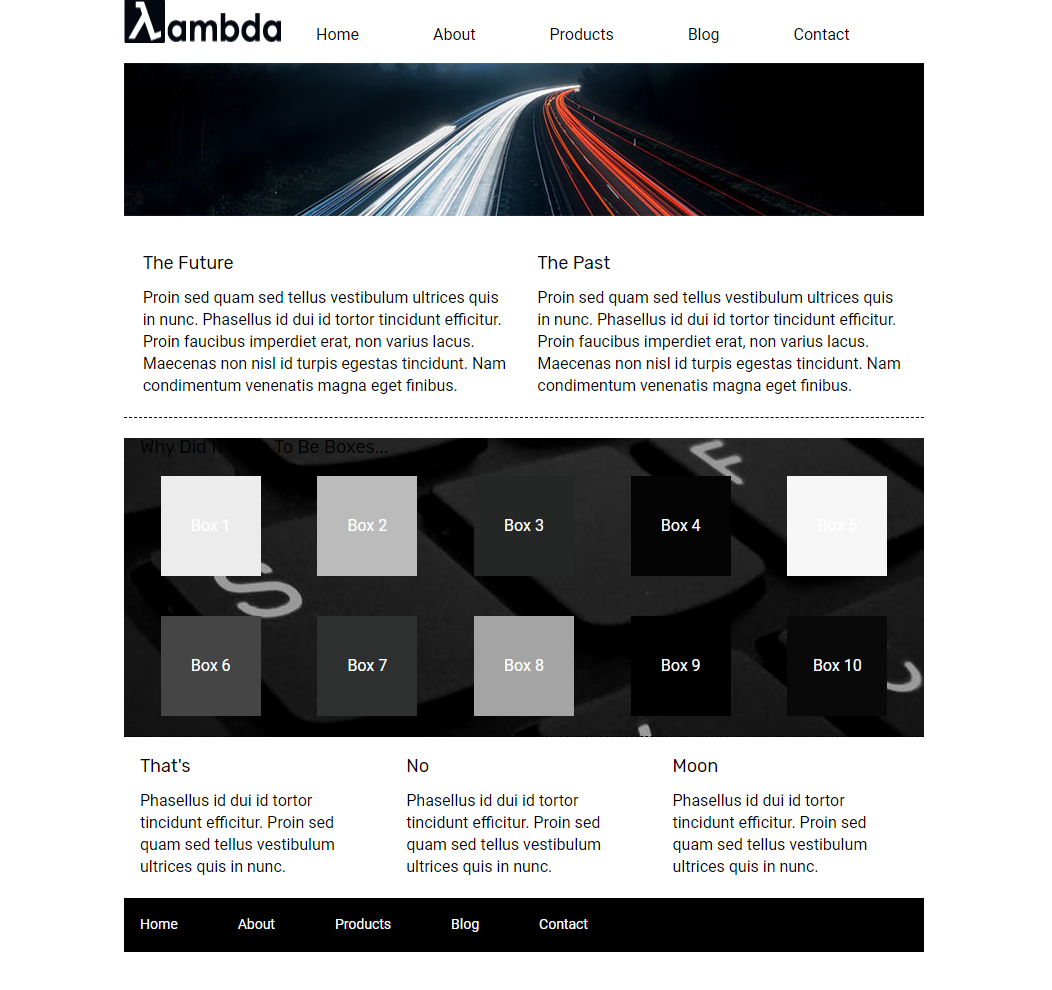 λambda
Home About Products Blog Contact
The Future
Proin sed quam sed tellus vestibulum ultrices quis
in nunc. Phasellus id dui id tortor tincidunt efficitur.
Proin faucibus imperdiet erat, non varius lacus.
Maecenas non nisl id turpis egestas tincidunt. Nam
condimentum venenatis magna eget finibus.
The Past
Proin sed quam sed tellus vestibulum ultrices quis
in nunc. Phasellus id dui id tortor tincidunt efficitur.
Proin faucibus imperdiet erat, non varius lacus.
Maecenas non nisl id turpis egestas tincidunt. Nam
condimentum venenatis magna eget finibus.
Why Did To Be Boxes...
F
Box 1 Box 2 Box 3 Box 4 Box 5
S
Box 6 Box 7 Box 8 Box 9 Box 10
That's
Phasellus id dui id tortor
tincidunt efficitur. Proin sed
quam sed tellus vestibulum
ultrices quis in nunc.
No
Phasellus id dui id tortor
tincidunt efficitur. Proin sed
quam sed tellus vestibulum
ultrices quis in nunc.
Moon
Phasellus id dui id tortor
tincidunt efficitur. Proin sed
quam sed tellus vestibulum
ultrices quis in nunc.
Home About Products Blog Contact